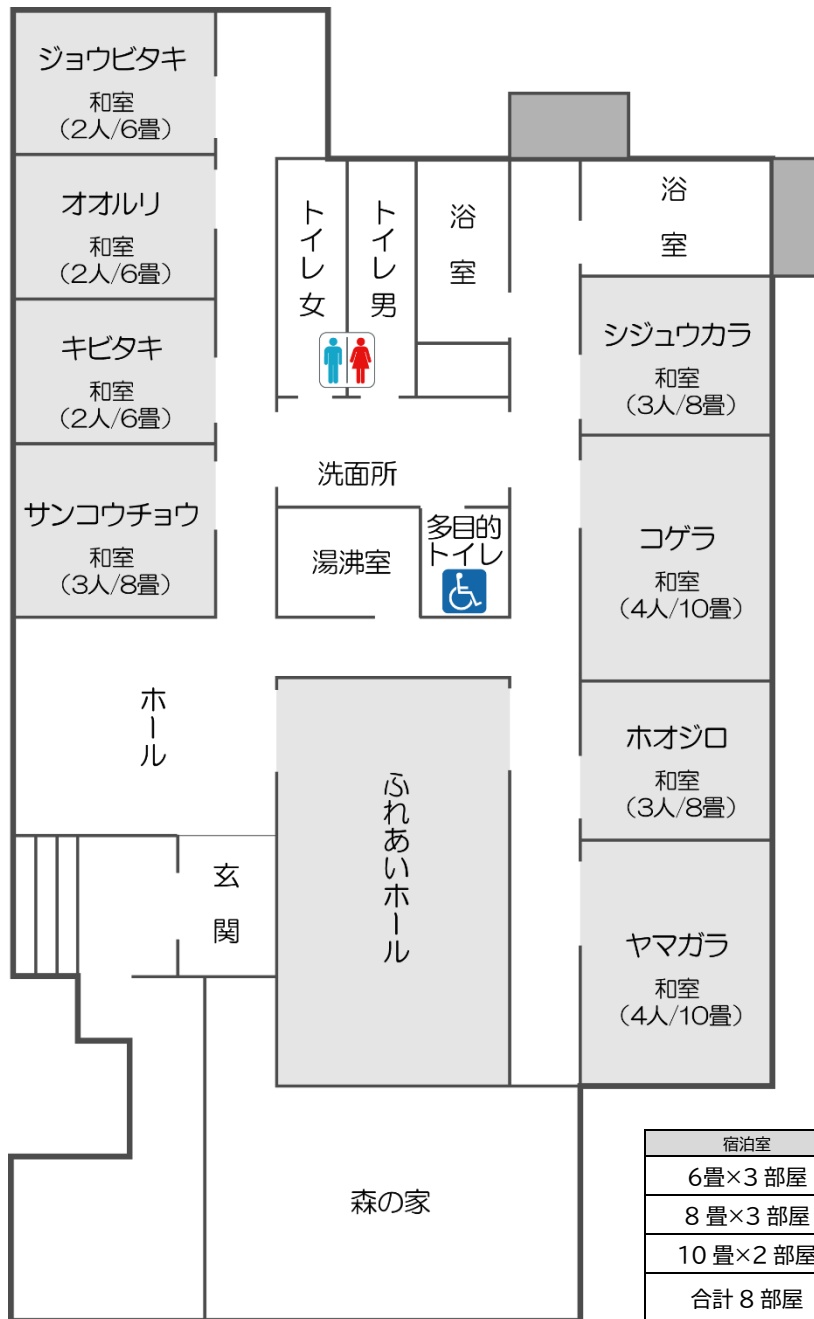 ジョウビタキ
和室
（2人/6畳）
オオルリ
和室
（2人/6畳）
キビタキ
和室
（2人/6畳）
サンコウチョウ
和室
（3人/8畳）
トイレ女
トイレ男
浴室
浴室
シジュウカラ
和室
（3人/8畳）
洗面所
湯沸室
多目的
トイレ
コゲラ
和室
（4人/10畳）
ホール
ふれあいホール
ホオジロ
和室
（3人/8畳）
玄関
ヤマガラ
和室
（4人/10畳）
森の家
宿泊室
6畳×3部屋
8畳×3部屋
10畳×2部屋
合計8部屋